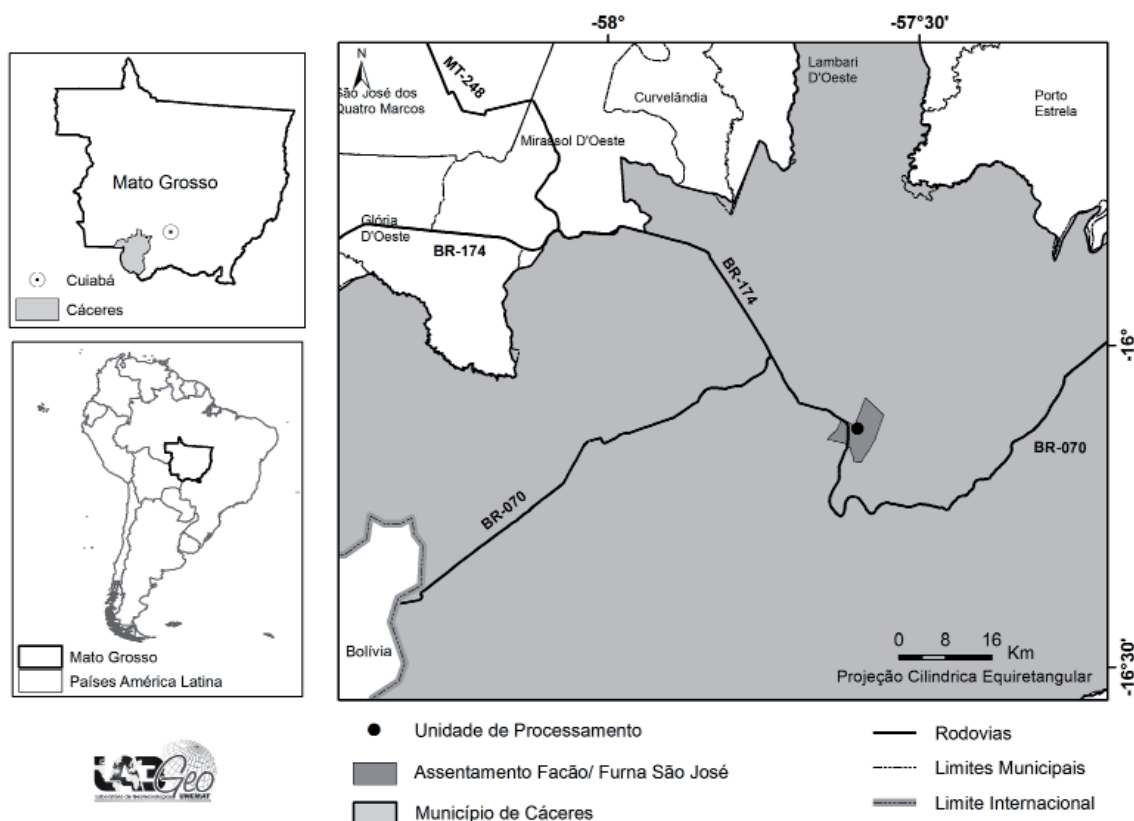 Mato Grosso
Cuiabá
Cáceres
Mato Grosso
Países América Latina
-58°
-57°30'
N
MT-248
São José dos
Quatro Marcos
Mirassol D'Oeste
Curvelândia
Lambari
D'Oeste
Porto
Estrela
Glória
D'Oeste
BR-174
BR-174
-16°
BR-070
BR-070
Bolívia
0 8 16
Km
Projeção Cilindrica Equiretangular
-16°30'
Unidade de Processamento
Assentamento Facão/ Furna São José
Município de Cáceres
Rodovias
Limites Municipais
Limite Internacional
Geo
UNEMAT